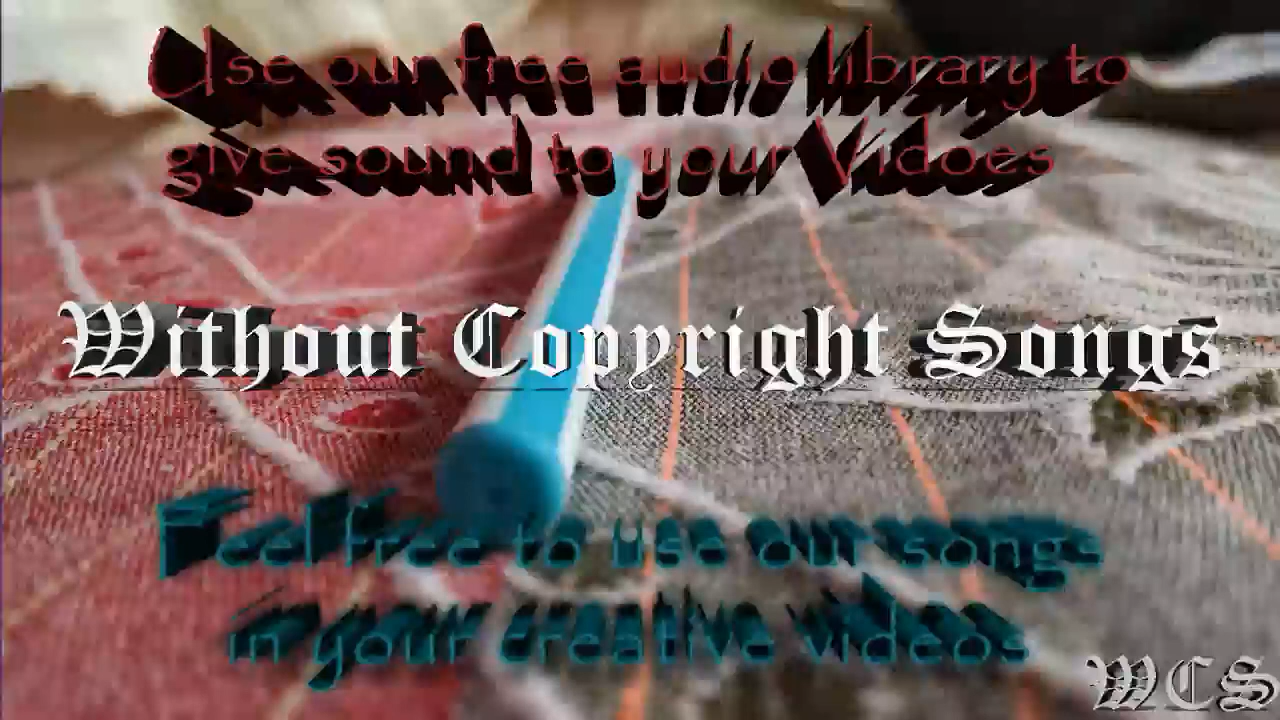 Use our free audio library to
give sound to your Vidoes
Without Copyright Songs
Feel free to use our songs
in your creative videos
WCS